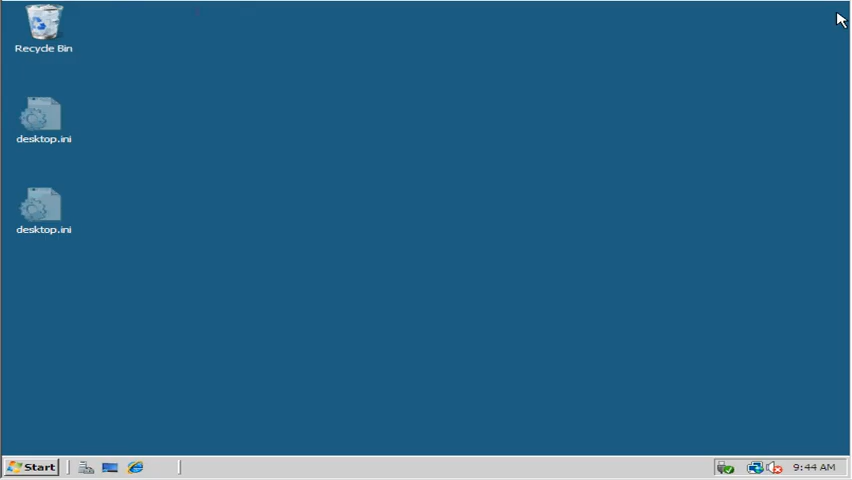 Recycle Bin
desktop.ini
desktop.ini
Start
9:44 AM